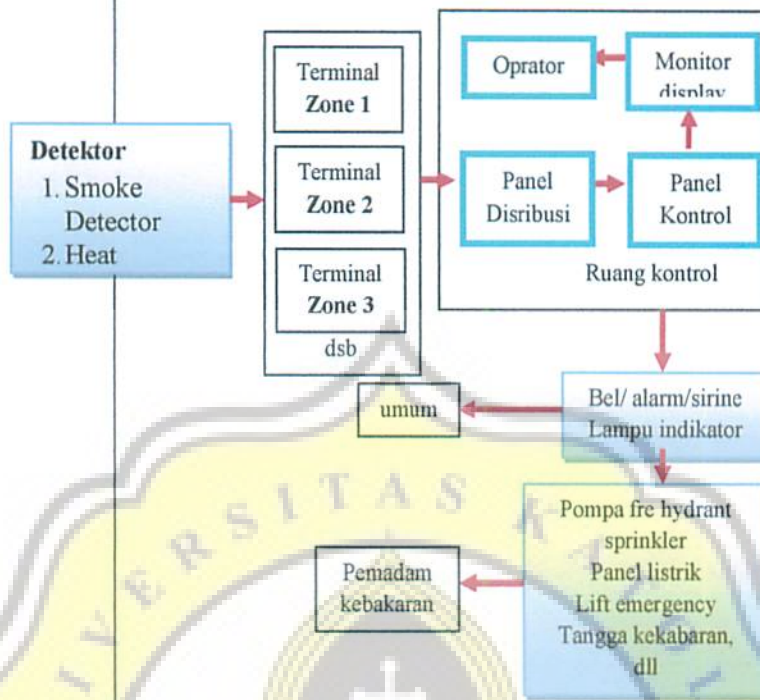 Detektor
1. Smoke
Detector
2. Heat
Terminal
Zone 1
Terminal
Zone 2
Terminal
Zone 3
dsb
Oprator
Monitor
display
Panel
Disribusi
Panel
Kontrol
Ruang kontrol
Bel/ alarm/sirine
Lampu indikator
umum
Pompa fre hydrant
sprinkler
Panel listrik
Lift emergency
Tangga kekabaran,
dll
Pemadam
kebakaran